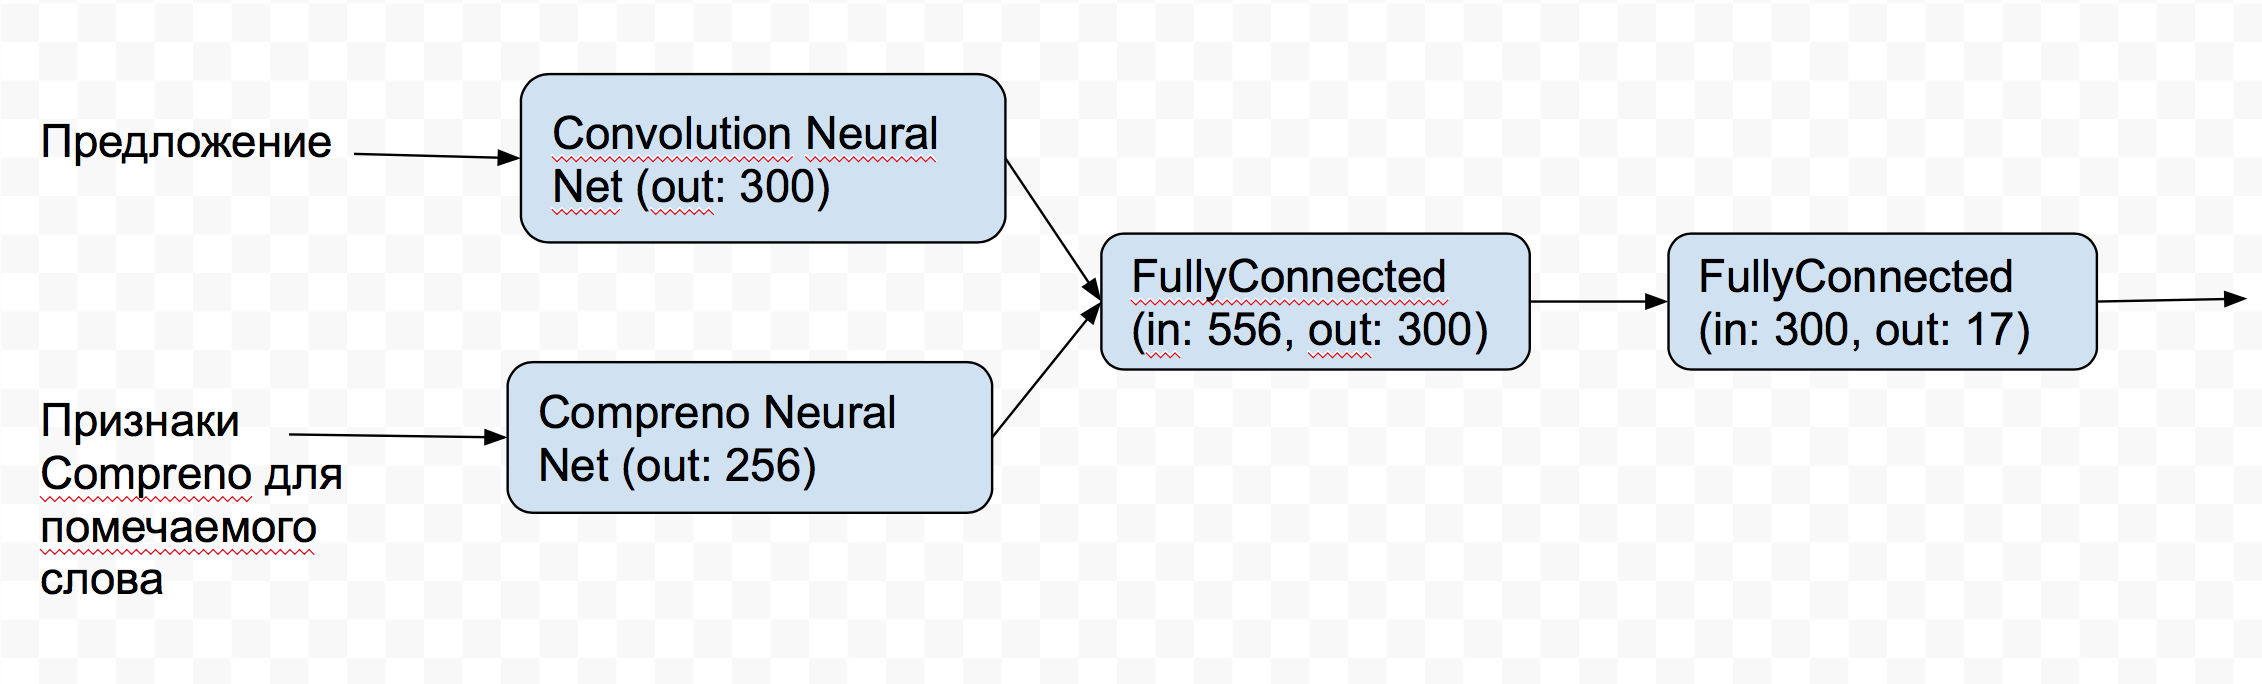 Предложение
Convolution Neural
Net (out: 300)
FullyConnected
(in: 556, out: 300)
FullyConnected
(in: 300, out: 17)
Compreno Neural
Net (out: 256)
Признаки
Compreno для
помечаемого
слова